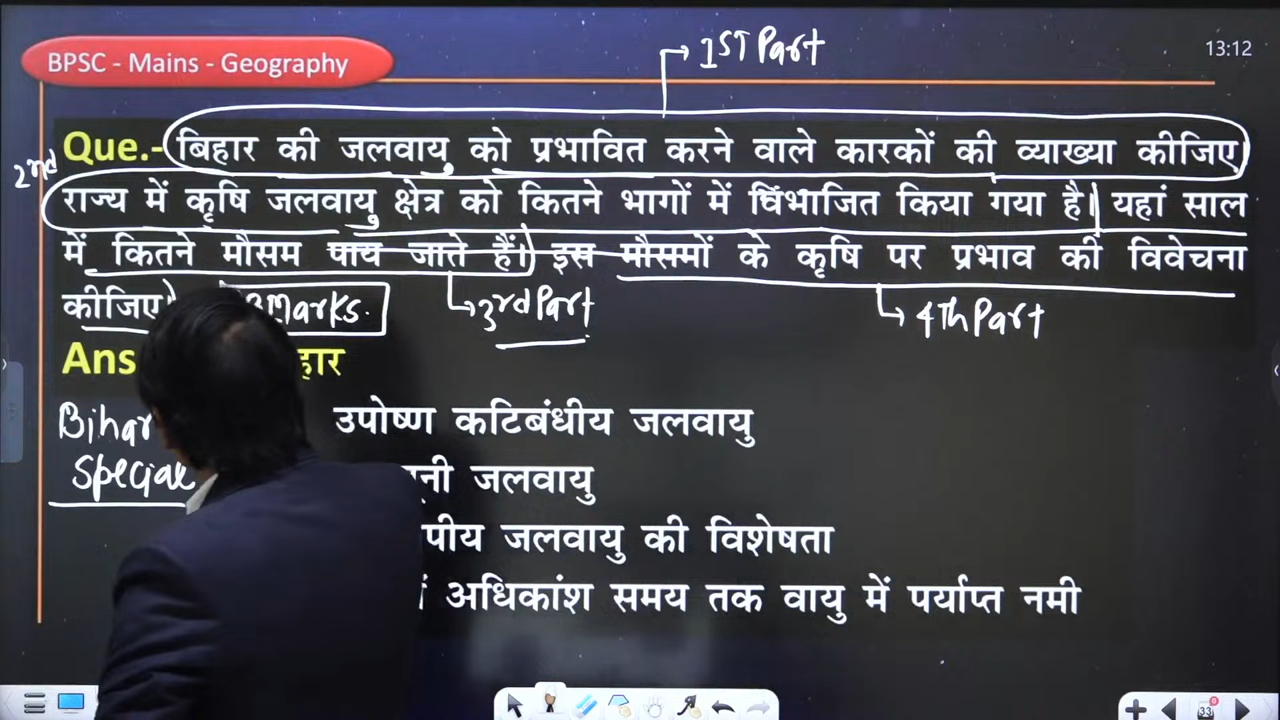 1ST Part
13:12
BPSC - Mains - Geography
Que.- बिहार की जलवायु को प्रभावित करने वाले कारकों की व्याख्या कीजिए
2nd
राज्य में कृषि जलवायु क्षेत्र को कितने भागों में विभाजित किया गया है। यहां साल
में कितने मौसम पाय जाते हैं। इस मौसमों के कृषि पर प्रभाव की विवेचना
कीजिए Marks.
3rd Part
4Th Part
Ans
उपोष्ण कटिबंधीय जलवायु
Bihar
Special
जलवायु
जलवायु की विशेषता
अधिकांश समय तक वायु में पर्याप्त नमी
33